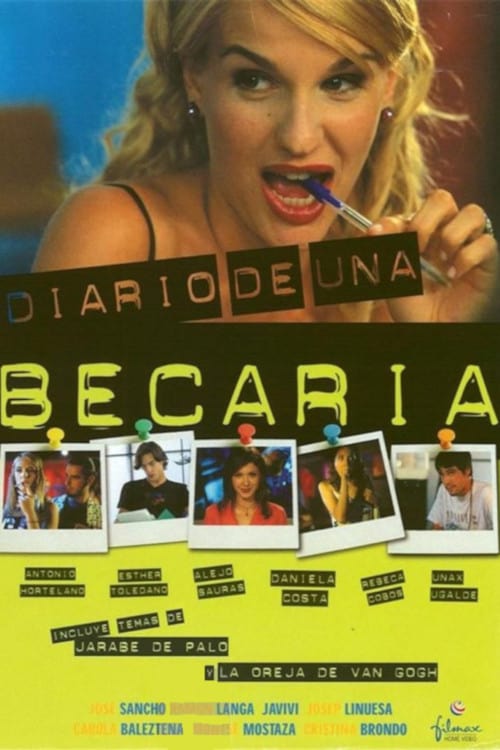 DIARIO DE UNA
BECARIA
ANTONIO HORTELANO
ESTHER TOLEDANO
ALEJO SAURAS
DANIELA COSTA
REBECA COBOS
UNAX UGALDE
INCLUYE TEMAS DE
JARABE DE PALO
Y LA OREJA DE VAN GOGH
JOSÉ SANCHO LANGA JAVIVI JOSEP LINUESA
CAROLA BALEZTENA MOSTAZA CRISTINA BRONDO
filmax
HOME VIDEO